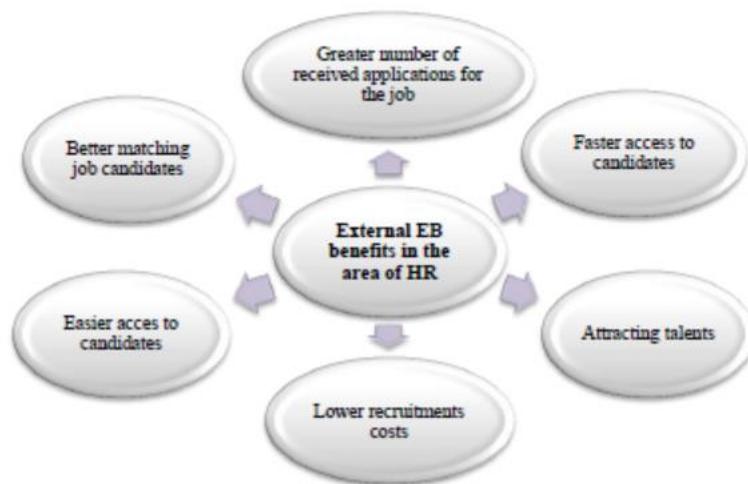 Greater number of
received applications for
the job
Better matching
job candidates
Faster access to
candidates
External EB
benefits in the
area of HR
Easier acces to
candidates
Attracting talents
Lower recruitments
costs